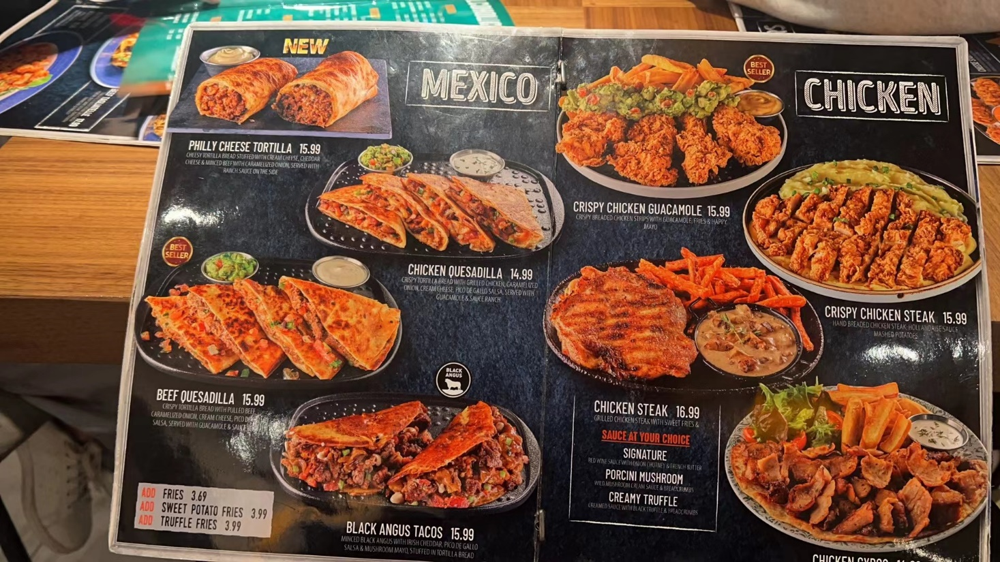 NEW
MEXICO
PHILLY CHEESE TORTILLA 15.99
CHEESY TORTILLA BREAD STUFFED WITH CREAM CHEESE, CHEDDAR
CHEESE & MINCED BEEF WITH CARAMELIZED ONION, SERVED WITH
RANCH SAUCE ON THE SIDE
CHICKEN QUESADILLA 14.99
CRISPY TORTILLA BREAD WITH GRILLED CHICKEN, CARAMELIZED
ONION, CREAM CHEESE, PICO DE GALLO SALSA, SERVED WITH
GUACAMOLE & SAUCE RANCH
BEST
SELLER
BEEF QUESADILLA 15.99
CRISPY TORTILLA BREAD WITH PULLED BEEF,
CARAMELIZED ONION, CREAM CHEESE, PICO
SALSA, SERVED WITH GUACAMOLE &
BLACK
ANGUS
BLACK ANGUS TACOS 15.99
MINCED BLACK ANGUS WITH IRISH CHEDDAR, PICO DE GALLO
SALSA & MUSHROOM MAYO, STUFFED IN TORTILLA BREAD
ADD FRIES 3.69
ADD SWEET POTATO FRIES 3.99
ADD TRUFFLE FRIES 3.99
BEST
SELLER
CHICKEN
CRISPY CHICKEN GUACAMOLE 15.99
CRISPY BREADED CHICKEN STRIPS WITH GUACAMOLE, FRIES & HAPPY
MAYO
CRISPY CHICKEN STEAK 15.99
HAND BREADED CHICKEN STEAK, HOLLANDAISE SAUCE
MASHED POTATOES
CHICKEN STEAK 16.99
GRILLED CHICKEN STEAK WITH SWEET FRIES &
SAUCE AT YOUR CHOICE
SIGNATURE
RED WINE SAUCE WITH ONION CHUTNEY & FRENCH BUTTER
PORCINI MUSHROOM
WILD MUSHROOM CREAM SAUCE & BREADCRUMBS
CREAMY TRUFFLE
CREAMED SAUCE WITH BLACK TRUFFLE & BREADCRUMBS
CHICKEN GYROS